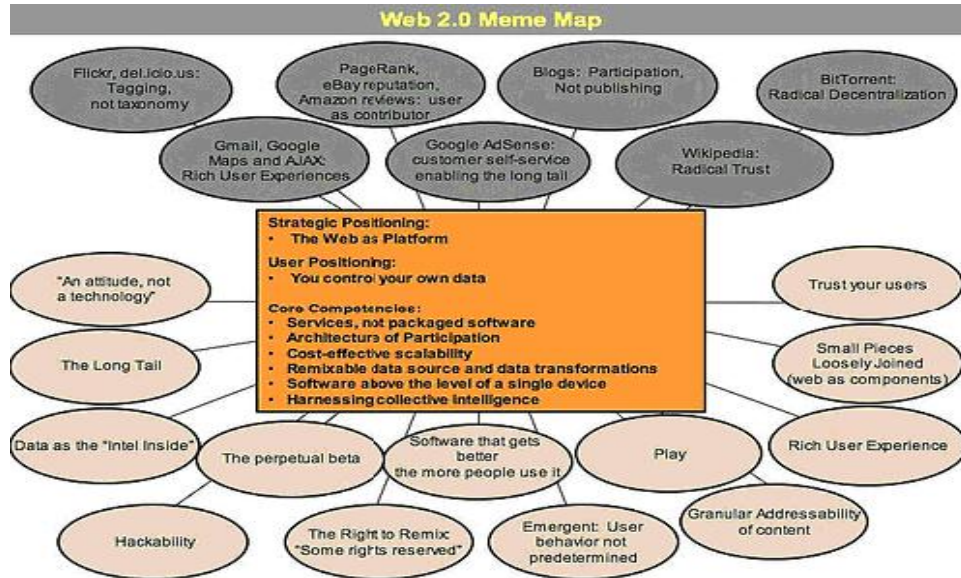 Web 2.0 Meme Map
Flickr, del.icio.us:
Tagging,
not taxonomy
PageRank,
eBay reputation,
Amazon reviews: user
as contributor
Blogs: Participation,
Not publishing
BitTorrent:
Radical Decentralization
Gmail, Google
Maps and AJAX:
Rich User Experiences
Google AdSense:
customer self-service
enabling the long tail
Wikipedia:
Radical Trust
Strategic Positioning:
• The Web as Platform
User Positioning:
• You control your own data
Core Competencies:
• Services, not packaged software
• Architecture of Participation
• Cost-effective scalability
• Remixable data source and data transformations
• Software above the level of a single device
• Harnessing collective intelligence
"An attitude, not
a technology"
Trust your users
The Long Tail
Small Pieces
Loosely Joined
(web as components)
Data as the "Intel Inside"
The perpetual beta
Software that gets
better
the more people use it
Play
Rich User Experience
Hackability
The Right to Remix:
"Some rights reserved"
Emergent: User
behavior not
predetermined
Granular Addressability
of content